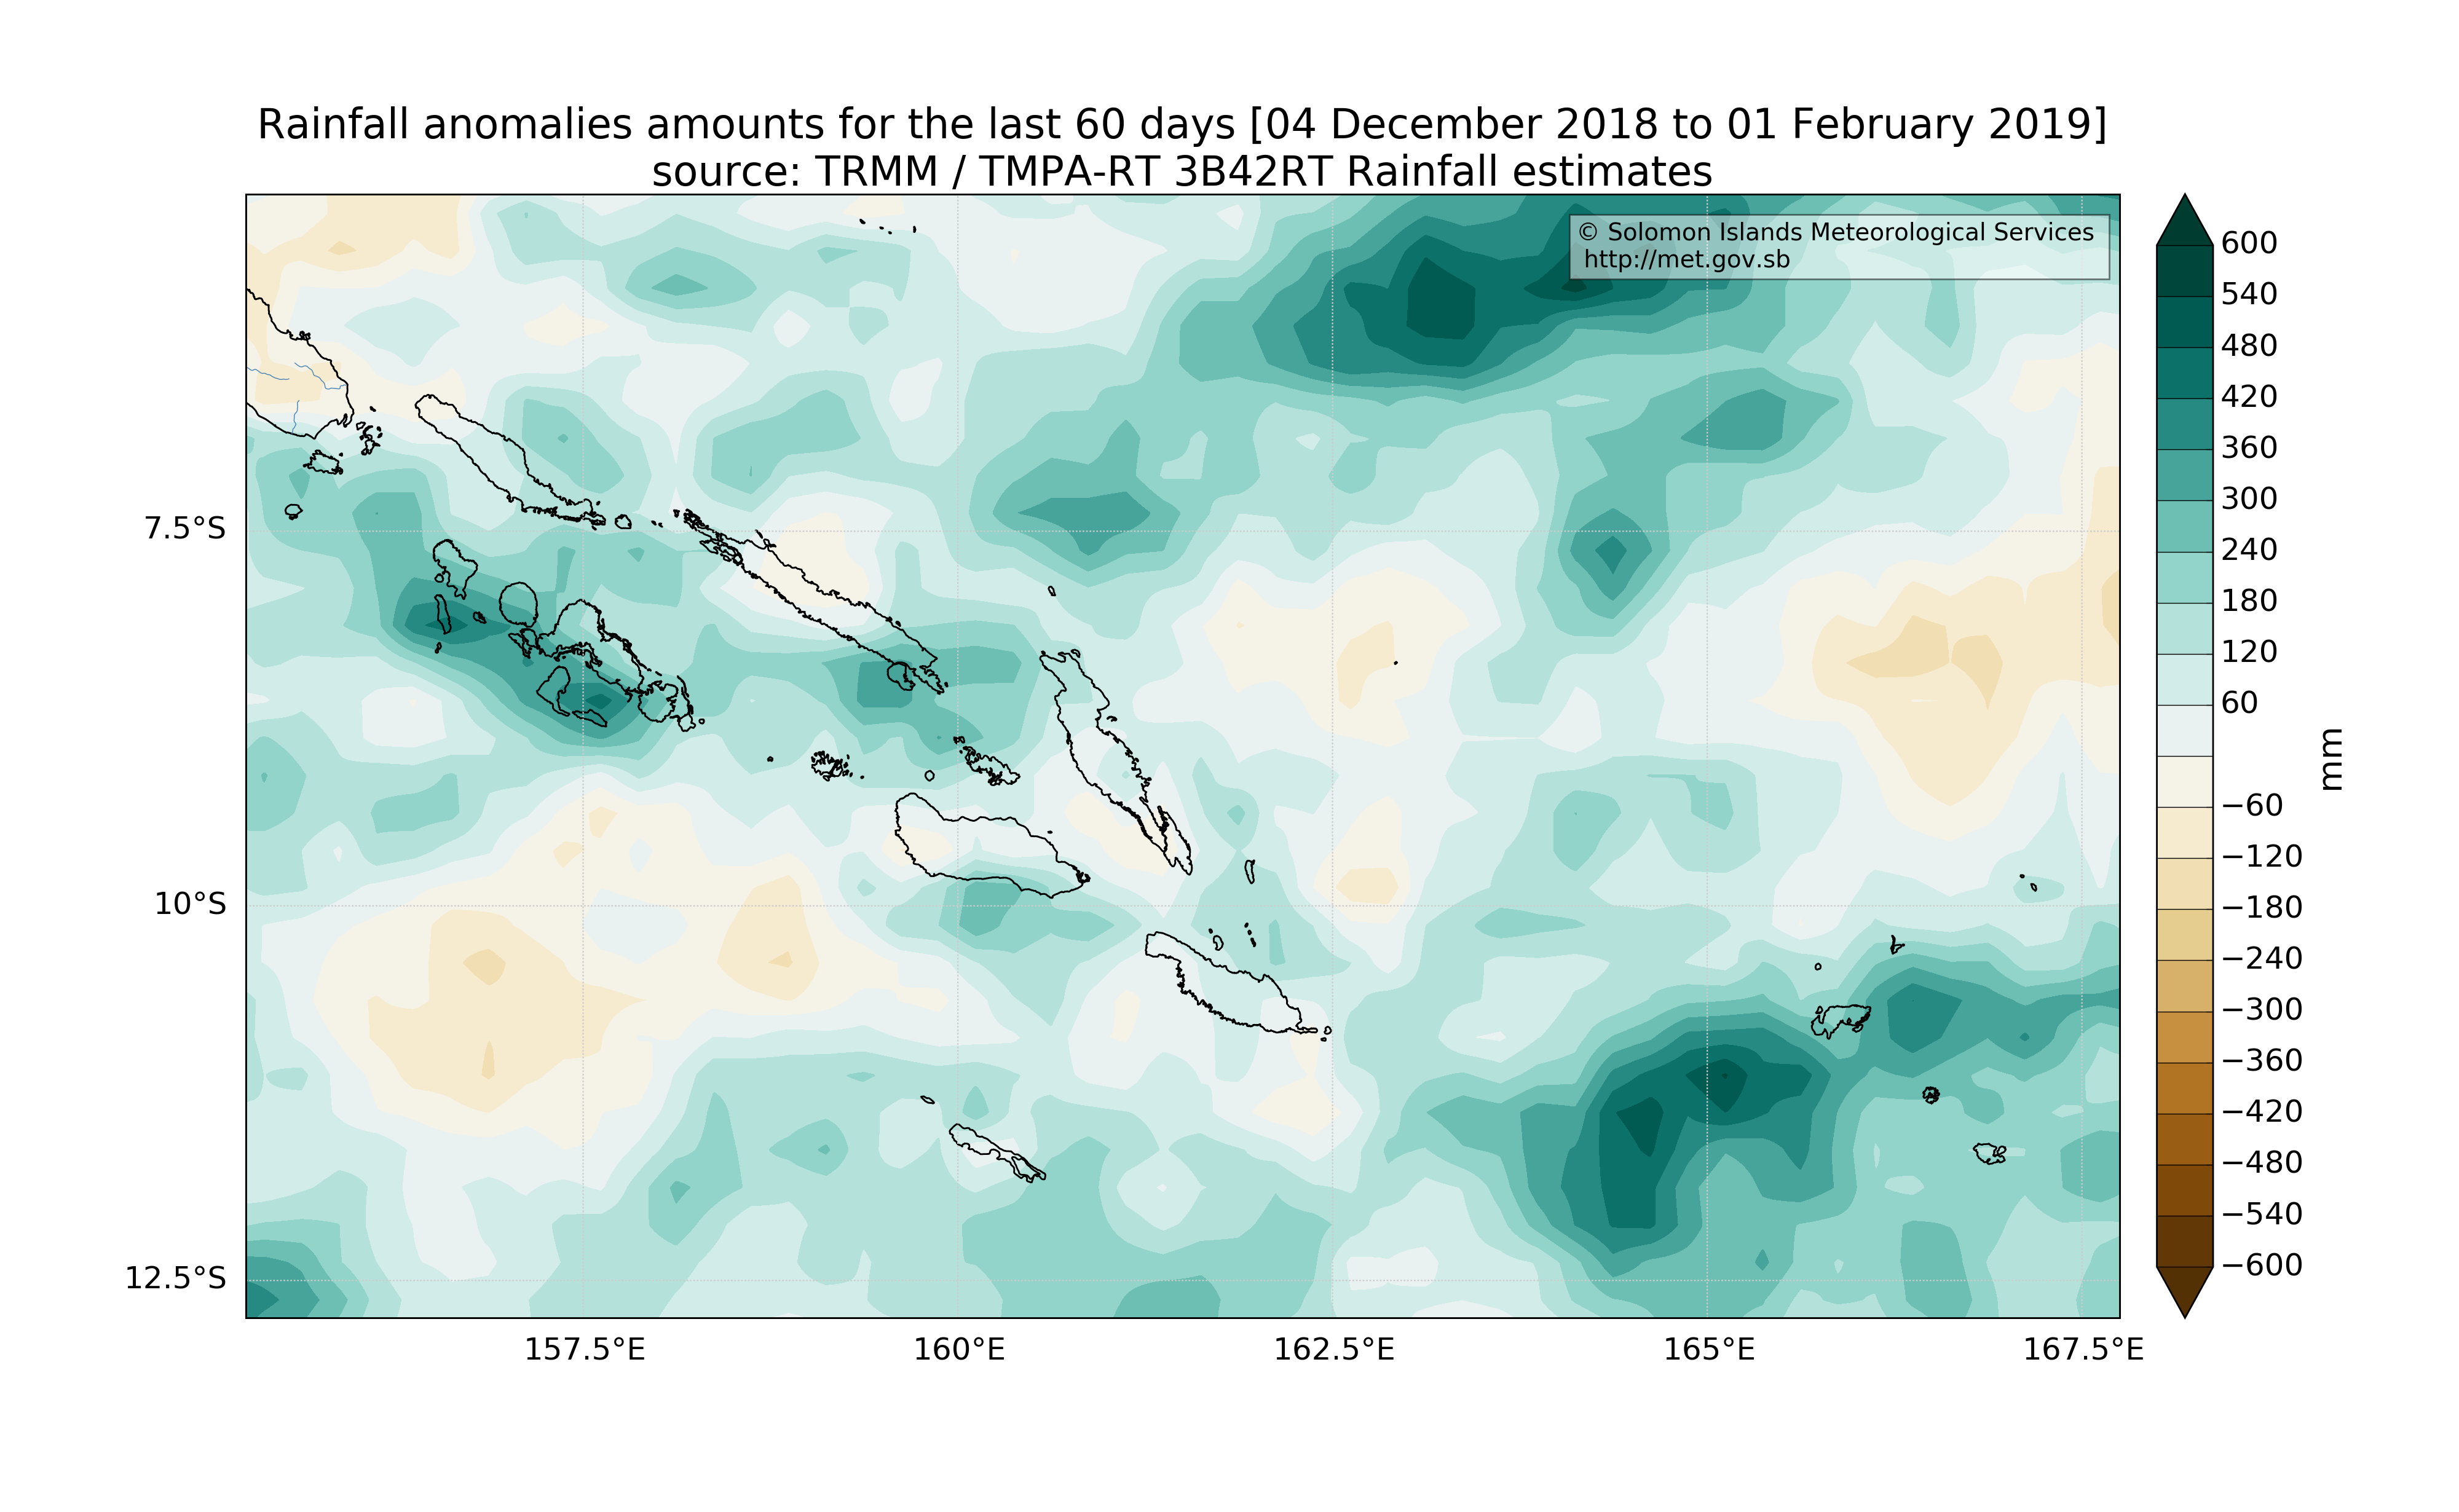 Rainfall anomalies amounts for the last 60 days [04 December 2018 to 01 February 2019]
source: TRMM / TMPA-RT 3B42RT Rainfall estimates
© Solomon Islands Meteorological Services
http://met.gov.sb
7.5°S
10°S
12.5°S
157.5°E
160°E
162.5°E
165°E
167.5°E
600
540
480
420
360
300
240
180
120
60
−60
−120
−180
−240
−300
−360
−420
−480
−540
−600
mm